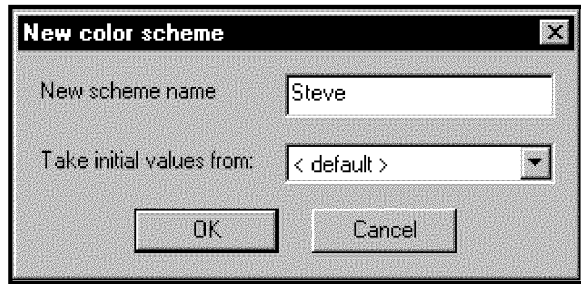 New color scheme
New scheme name Steve
Take initial values from: < default >
OK Cancel